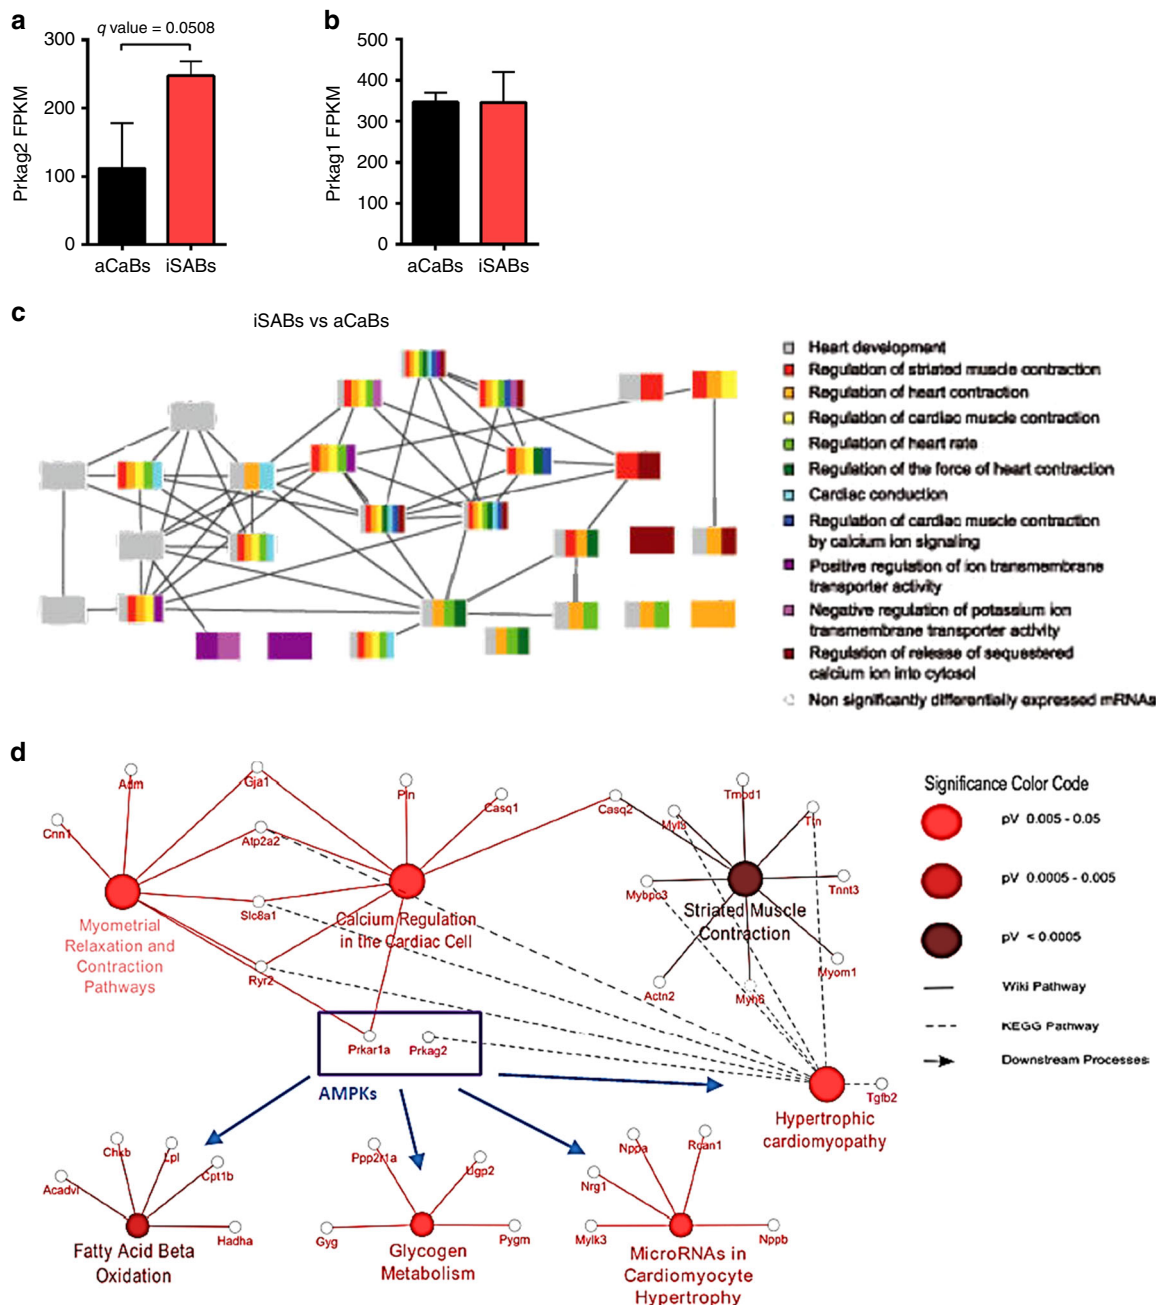 a
q value = 0.0508
Prkag2 FPKM
300
200
100
0
aCaBs
iSABs
b
Prkag1 FPKM
500
400
300
400
100
0
aCaBs
iSABs
c
iSABs vs aCaBs
Heart development
Regulation of striated muscle contraction
Regulation of heart contraction
Regulation of cardiac muscle contraction
Regulation of heart rate
Regulation of the force of heart contraction
Cardiac conduction
Regulation of cardiac muscle contraction
by calcium ion signaling
Positive regulation of ion transmembrane
transporter activity
Negative regulation of potassium ion
transmembrane transporter activity
Regulation of release of sequestered
calcium ion into cytosol
Non significantly differentially expressed mRNAs
d
Adm
Gja1
Pln
Casq1
Casq2
Tmod1
Cnn1
Atp2a2
Myl3
Ttn
Slc8a1
Mybpc3
Tnnt3
Myometrial
Relaxation and
Contraction
Pathways
Calcium Regulation
in the Cardiac Cell
Striated Muscle
Contraction
Ryr2
Actn2
Myh6
Myom1
Prkar1a
Prkag2
AMPKs
Tgfb2
Hypertrophic
cardiomyopathy
Significance Color Code
pV 0.005 - 0.05
pV 0.0005 - 0.005
pV < 0.0005
Wiki Pathway
KEGG Pathway
Downstream Processes
Chkb
Lpl
Cpt1b
Acadvl
Hadha
Fatty Acid Beta
Oxidation
Ppp2r1a
Ugp2
Gyg
Pygm
Glycogen
Metabolism
Nppa
Rcan1
Nrg1
Mylk3
Nppb
MicroRNAs in
Cardiomyocyte
Hypertrophy